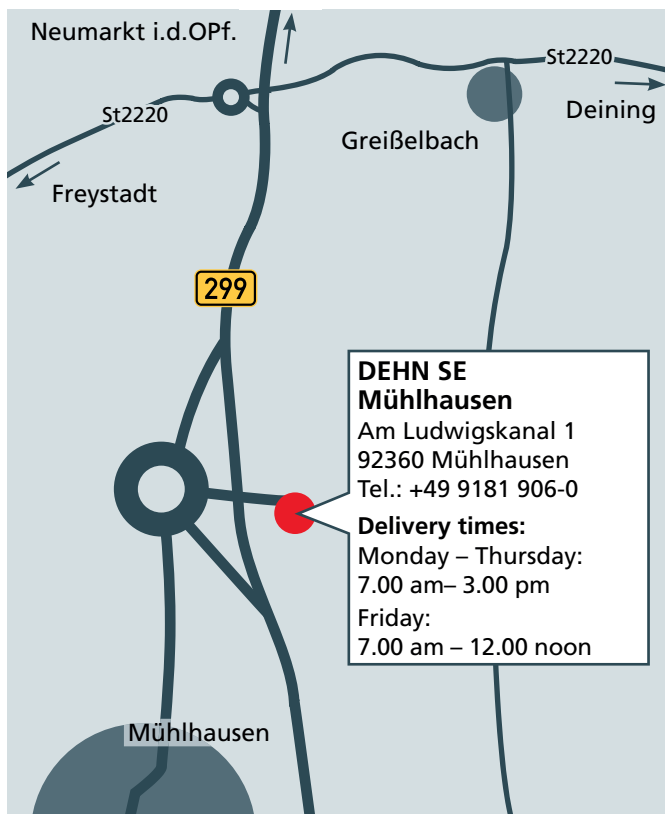 Neumarkt i.d.OPf.
St2220
St2220
Deining
Greißelbach
Freystadt
299
DEHN SE
Mühlhausen
Am Ludwigskanal 1
92360 Mühlhausen
Tel.: +49 9181 906-0
Delivery times:
Monday – Thursday:
7.00 am– 3.00 pm
Friday:
7.00 am – 12.00 noon
Mühlhausen